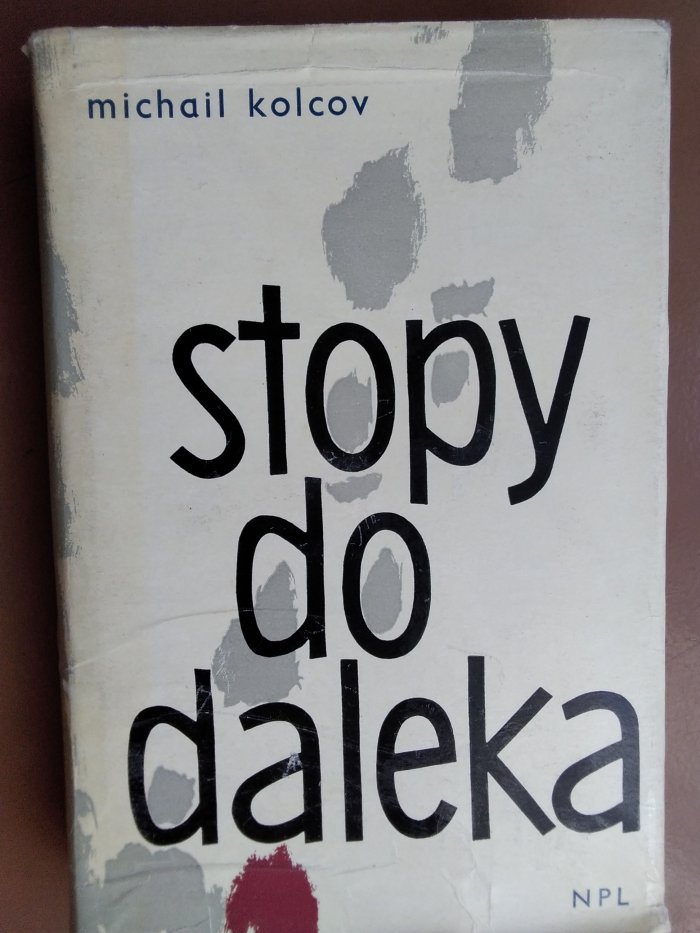 michail kolcov
stopy
do
daleka
NPL